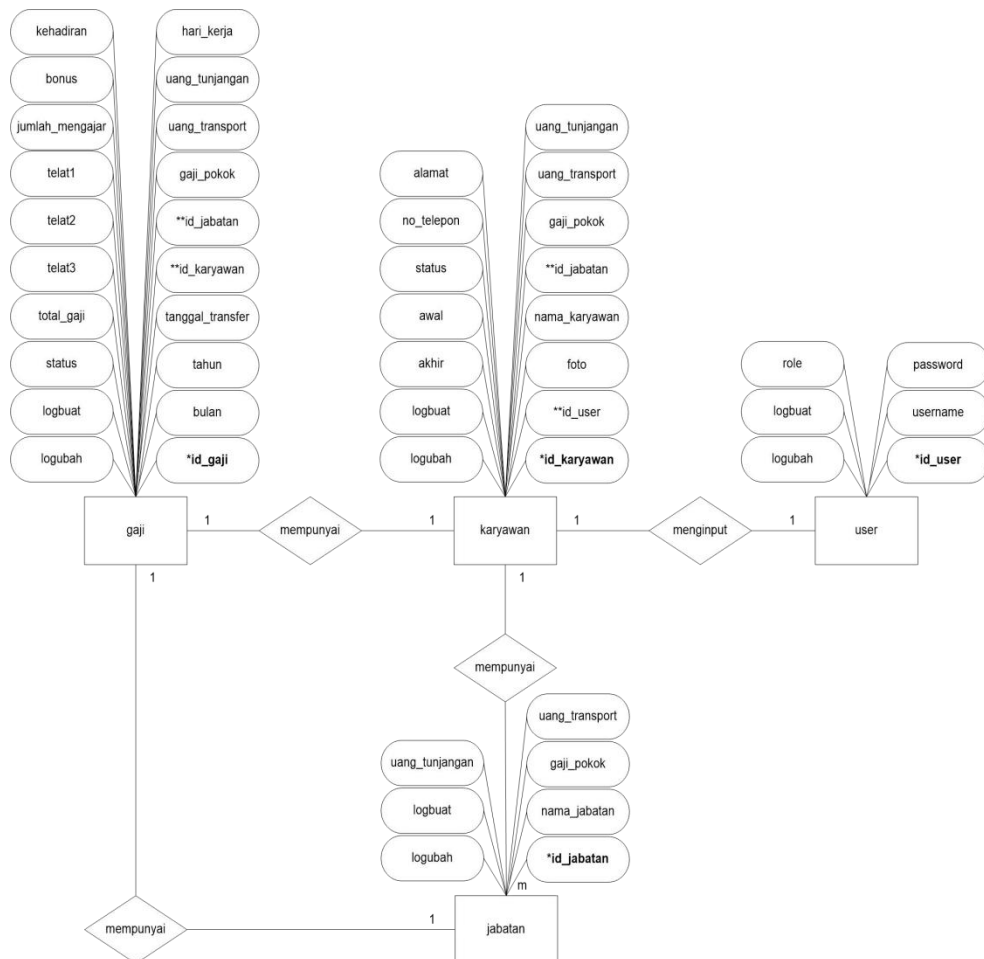 kehadiran
bonus
jumlah_mengajar
telat1
telat2
telat3
total_gaji
status
logbuat
logubah
hari_kerja
uang_tunjangan
uang_transport
gaji_pokok
**id_jabatan
**id_karyawan
tanggal_transfer
tahun
bulan
*id_gaji
alamat
no_telepon
status
awal
akhir
logbuat
logubah
uang_tunjangan
uang_transport
gaji_pokok
**id_jabatan
nama_karyawan
foto
**id_user
*id_karyawan
role
logbuat
logubah
password
username
*id_user
gaji
1
mempunyai
1
karyawan
1
menginput
1
user
1
1
mempunyai
uang_tunjangan
logbuat
logubah
uang_transport
gaji_pokok
nama_jabatan
*id_jabatan
m
mempunyai
1
jabatan